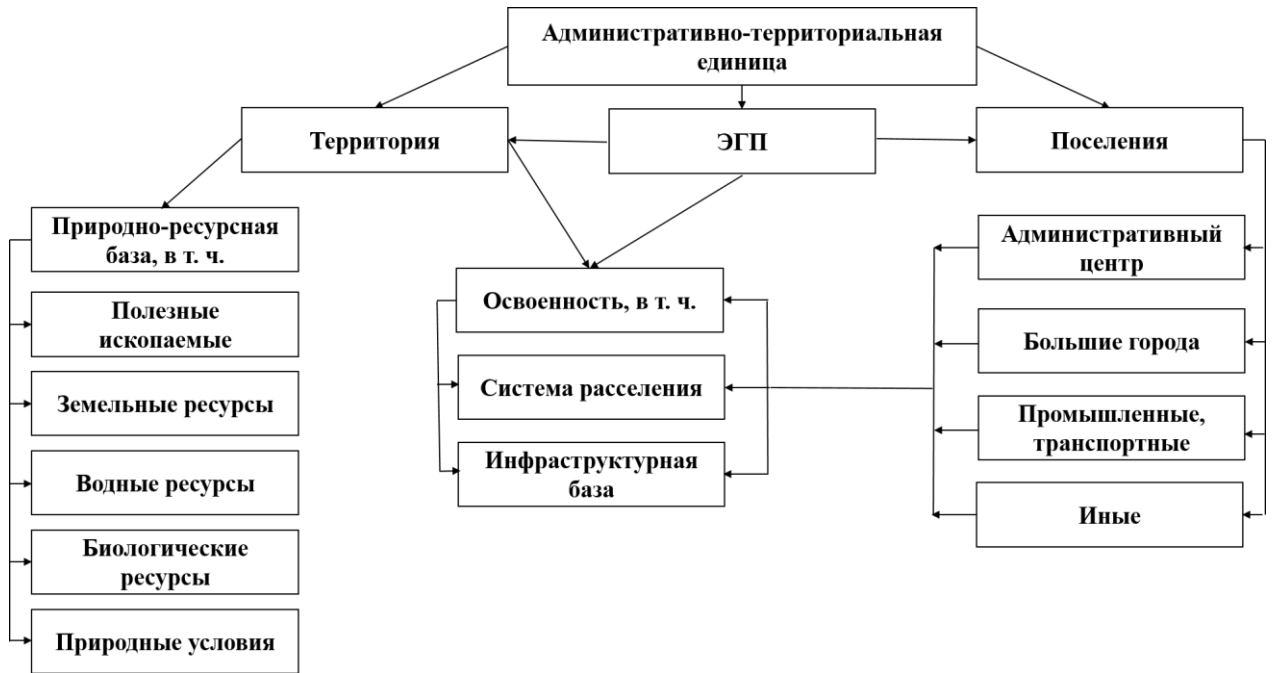 Административно-территориальная
единица
Территория
ЭГП
Поселения
Природно-ресурсная
база, в т. ч.
Полезные
ископаемые
Земельные ресурсы
Водные ресурсы
Биологические
ресурсы
Природные условия
Освоенность, в т. ч.
Система расселения
Инфраструктурная
база
Административный
центр
Большие города
Промышленные,
транспортные
Иные